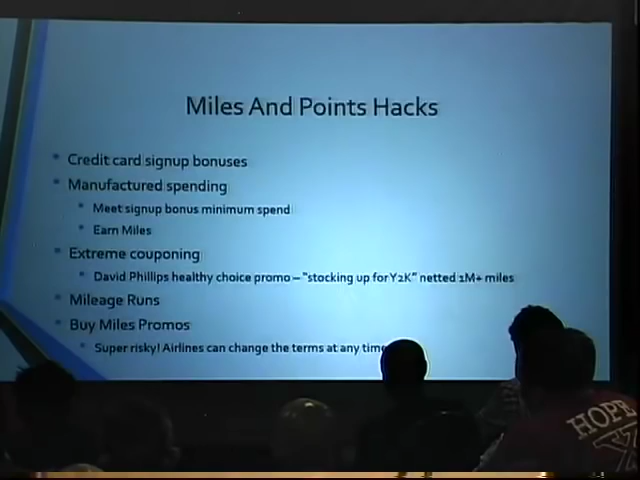 Miles And Points Hacks
Credit card signup bonuses
Manufactured spending
Meet signup bonus minimum spend
Earn Miles
Extreme couponing
David Phillips healthy choice promo – "stocking up for Y2K" netted 1M+ miles
Mileage Runs
Buy Miles Promos
Super risky! Airlines can change the terms at any time
HOPE